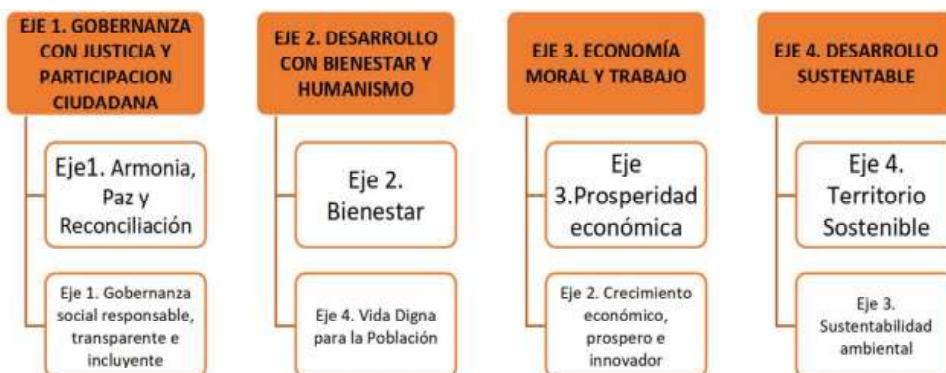 EJE 1. GOBERNANZA
CON JUSTICIA Y
PARTICIPACION
CIUDADANA
Eje1. Armonia,
Paz y
Reconciliación
Eje 1. Gobernanza
social responsable,
transparente e
incluyente
EJE 2. DESARROLLO
CON BIENESTAR Y
HUMANISMO
Eje 2.
Bienestar
Eje 4. Vida Digna
para la Población
EJE 3. ECONOMÍA
MORAL Y TRABAJO
Eje
3.Prosperidad
económica
Eje 2. Crecimiento
económico,
prospero e
innovador
EJE 4. DESARROLLO
SUSTENTABLE
Eje 4.
Territorio
Sostenible
Eje 3.
Sustentabilidad
ambiental